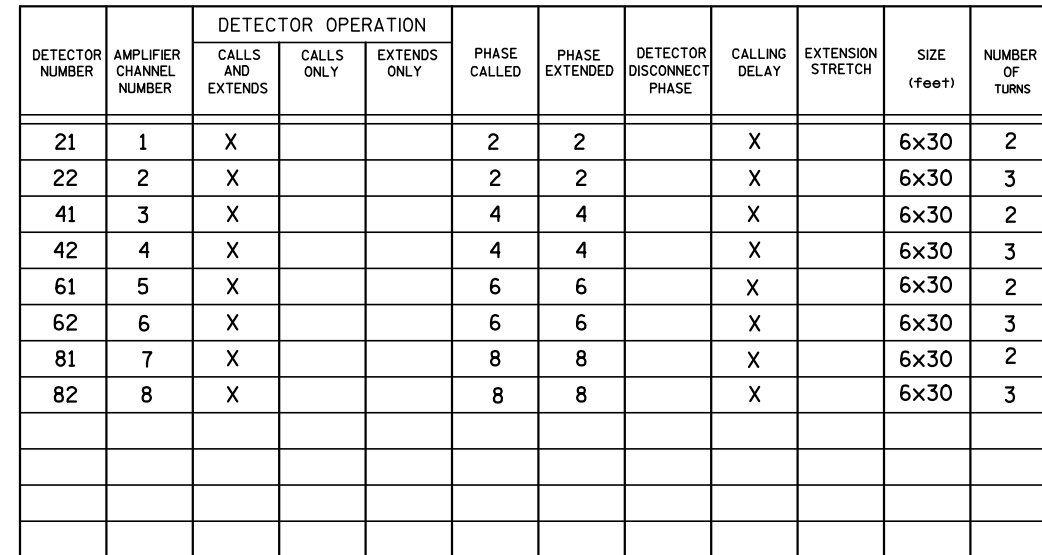 DETECTOR OPERATION
DETECTOR NUMBER AMPLIFIER CHANNEL NUMBER CALLS AND EXTENDS CALLS ONLY EXTENDS ONLY PHASE CALLED PHASE EXTENDED DETECTOR DISCONNECT PHASE CALLING DELAY EXTENSION STRETCH SIZE (feet) NUMBER OF TURNS
21 1 X 2 2 X 6x30 2
22 2 X 2 2 X 6x30 3
41 3 X 4 4 X 6x30 2
42 4 X 4 4 X 6x30 3
61 5 X 6 6 X 6x30 2
62 6 X 6 6 X 6x30 3
81 7 X 8 8 X 6x30 2
82 8 X 8 8 X 6x30 3